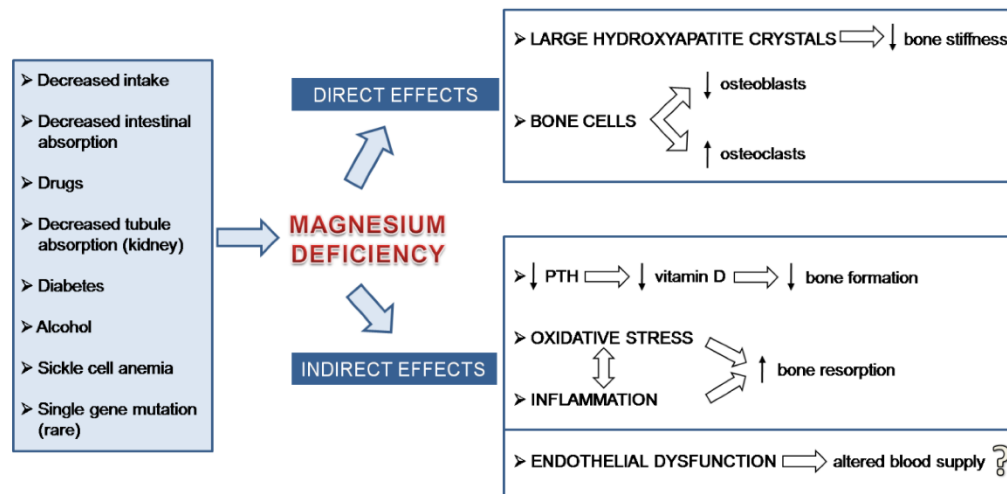 ➢ Decreased intake
➢ Decreased intestinal
absorption
➢ Drugs
➢ Decreased tubule
absorption (kidney)
➢ Diabetes
➢ Alcohol
➢ Sickle cell anemia
➢ Single gene mutation
(rare)
MAGNESIUM
DEFICIENCY
DIRECT EFFECTS
➢ LARGE HYDROXYAPATITE CRYSTALS ⇨ ↓ bone stiffness
↓ osteoblasts
➢ BONE CELLS
↑ osteoclasts
INDIRECT EFFECTS
➢ ↓ PTH ⇨ ↓ vitamin D ⇨ ↓ bone formation
➢ OXIDATIVE STRESS
↑ bone resorption
➢ INFLAMMATION
➢ ENDOTHELIAL DYSFUNCTION ⇨ altered blood supply ?